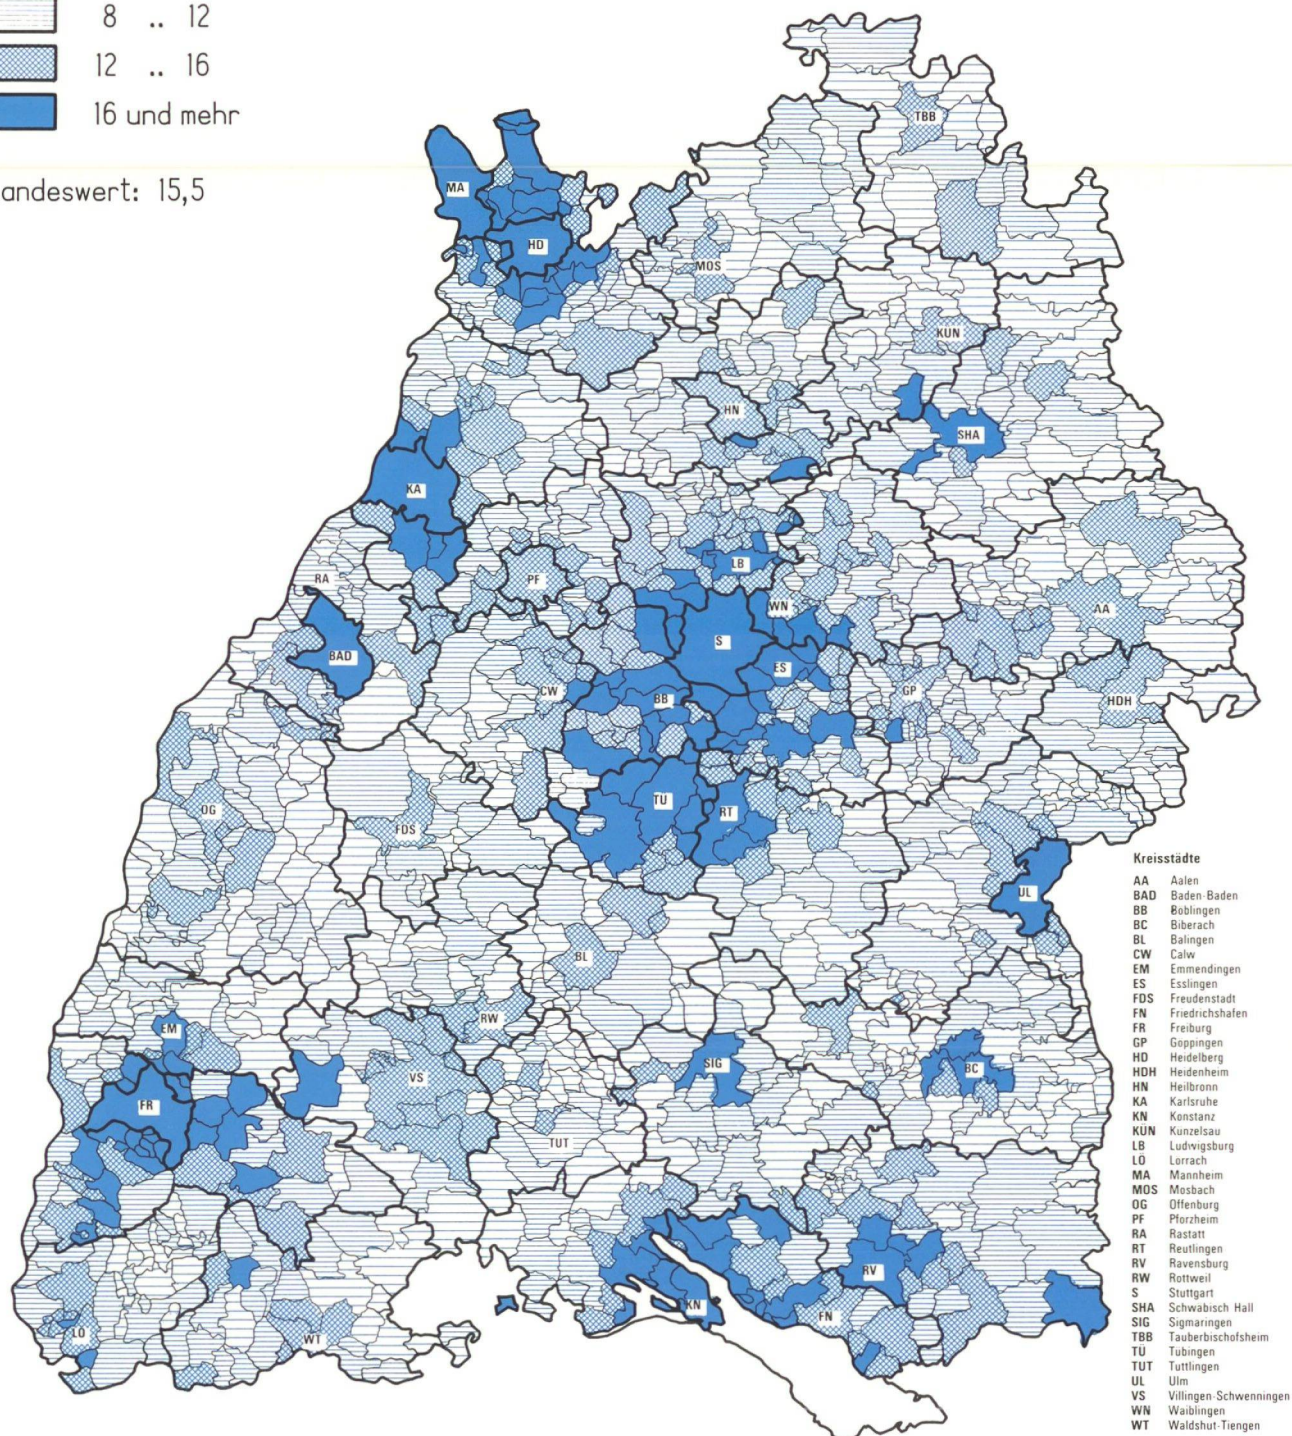 8 .. 12
12 .. 16
16 und mehr
andeswert: 15,5
TBB
MA
HD
MOS
KÜN
HN
SHA
KA
LB
RA
PF
WN
AA
S
BAD
ES
CW
BB
GP
HDH
OG
TÜ
RT
FDS
UL
BL
EM
RW
SIG
BC
VS
FR
TUT
RV
KN
FN
LÖ
WT
Kreisstädte
AA Aalen
BAD Baden-Baden
BB Böblingen
BC Biberach
BL Balingen
CW Calw
EM Emmendingen
ES Esslingen
FDS Freudenstadt
FN Friedrichshafen
FR Freiburg
GP Göppingen
HD Heidelberg
HDH Heidenheim
HN Heilbronn
KA Karlsruhe
KN Konstanz
KÜN Künzelsau
LB Ludwigsburg
LÖ Lörrach
MA Mannheim
MOS Mosbach
OG Offenburg
PF Pforzheim
RA Rastatt
RT Reutlingen
RV Ravensburg
RW Rottweil
S Stuttgart
SHA Schwäbisch Hall
SIG Sigmaringen
TBB Tauberbischofsheim
TÜ Tübingen
TUT Tuttlingen
UL Ulm
VS Villingen-Schwenningen
WN Waiblingen
WT Waldshut-Tiengen